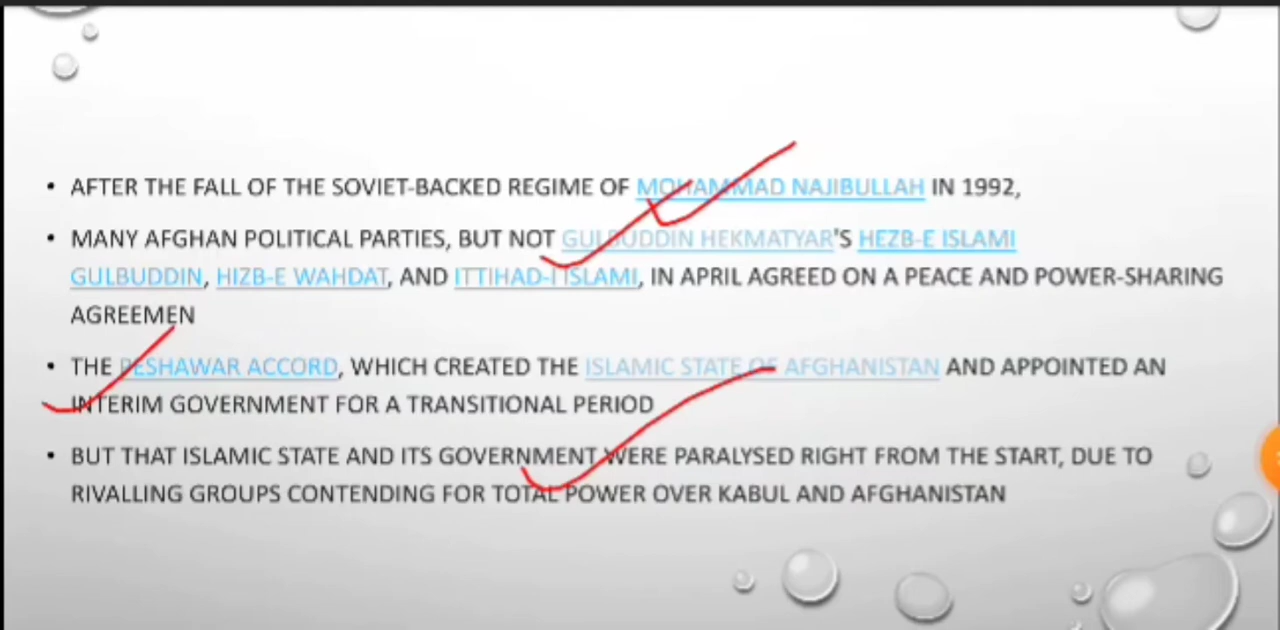 • AFTER THE FALL OF THE SOVIET-BACKED REGIME OF MOHAMMAD NAJIBULLAH IN 1992,
• MANY AFGHAN POLITICAL PARTIES, BUT NOT GULBUDDIN HEKMATYAR'S HEZB-E ISLAMI
GULBUDDIN, HIZB-E WAHDAT, AND ITTIHAD-I ISLAMI, IN APRIL AGREED ON A PEACE AND POWER-SHARING
AGREEMEN
• THE PESHAWAR ACCORD, WHICH CREATED THE ISLAMIC STATE OF AFGHANISTAN AND APPOINTED AN
INTERIM GOVERNMENT FOR A TRANSITIONAL PERIOD
• BUT THAT ISLAMIC STATE AND ITS GOVERNMENT WERE PARALYSED RIGHT FROM THE START, DUE TO
RIVALLING GROUPS CONTENDING FOR TOTAL POWER OVER KABUL AND AFGHANISTAN